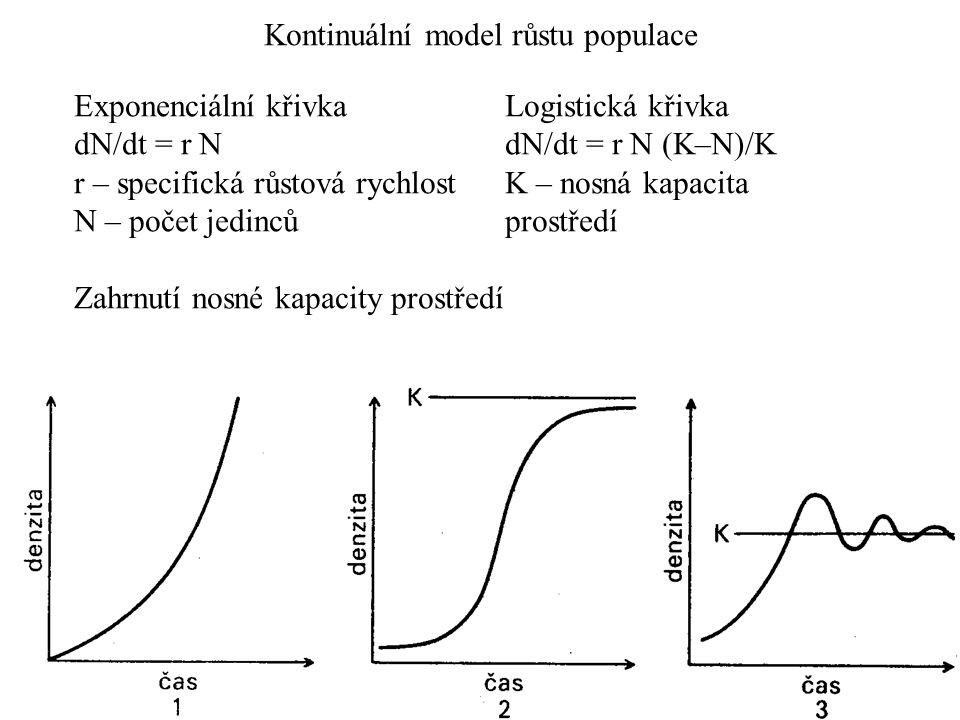 Kontinuální model růstu populace
Exponenciální křivka
dN/dt = r N
r – specifická růstová rychlost
N – počet jedinců
Logistická křivka
dN/dt = r N (K–N)/K
K – nosná kapacita
prostředí
Zahrnutí nosné kapacity prostředí
denzita
čas
1
K
denzita
čas
2
K
denzita
čas
3